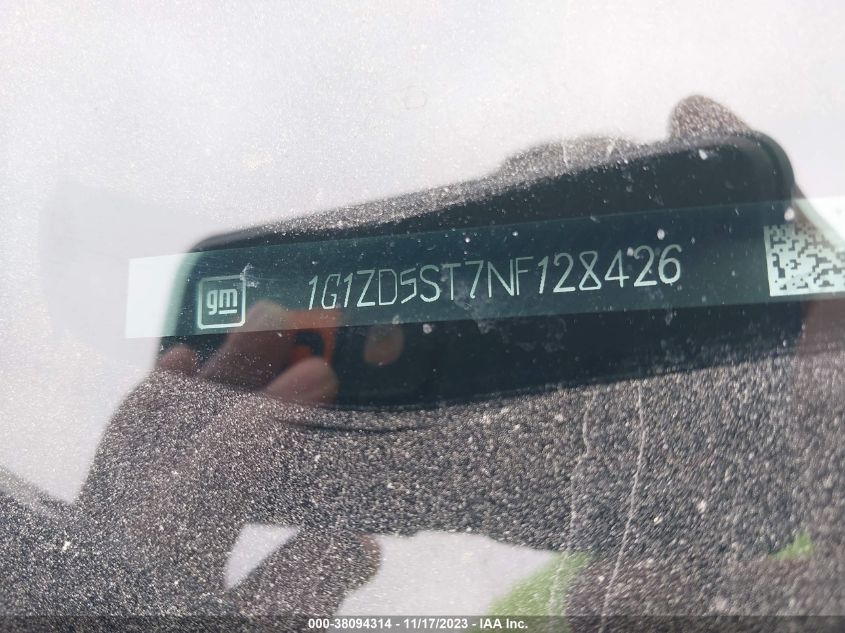 gm 1G1ZD5ST7NF128426
000-38094314 - 11/17/2023 - IAA Inc.